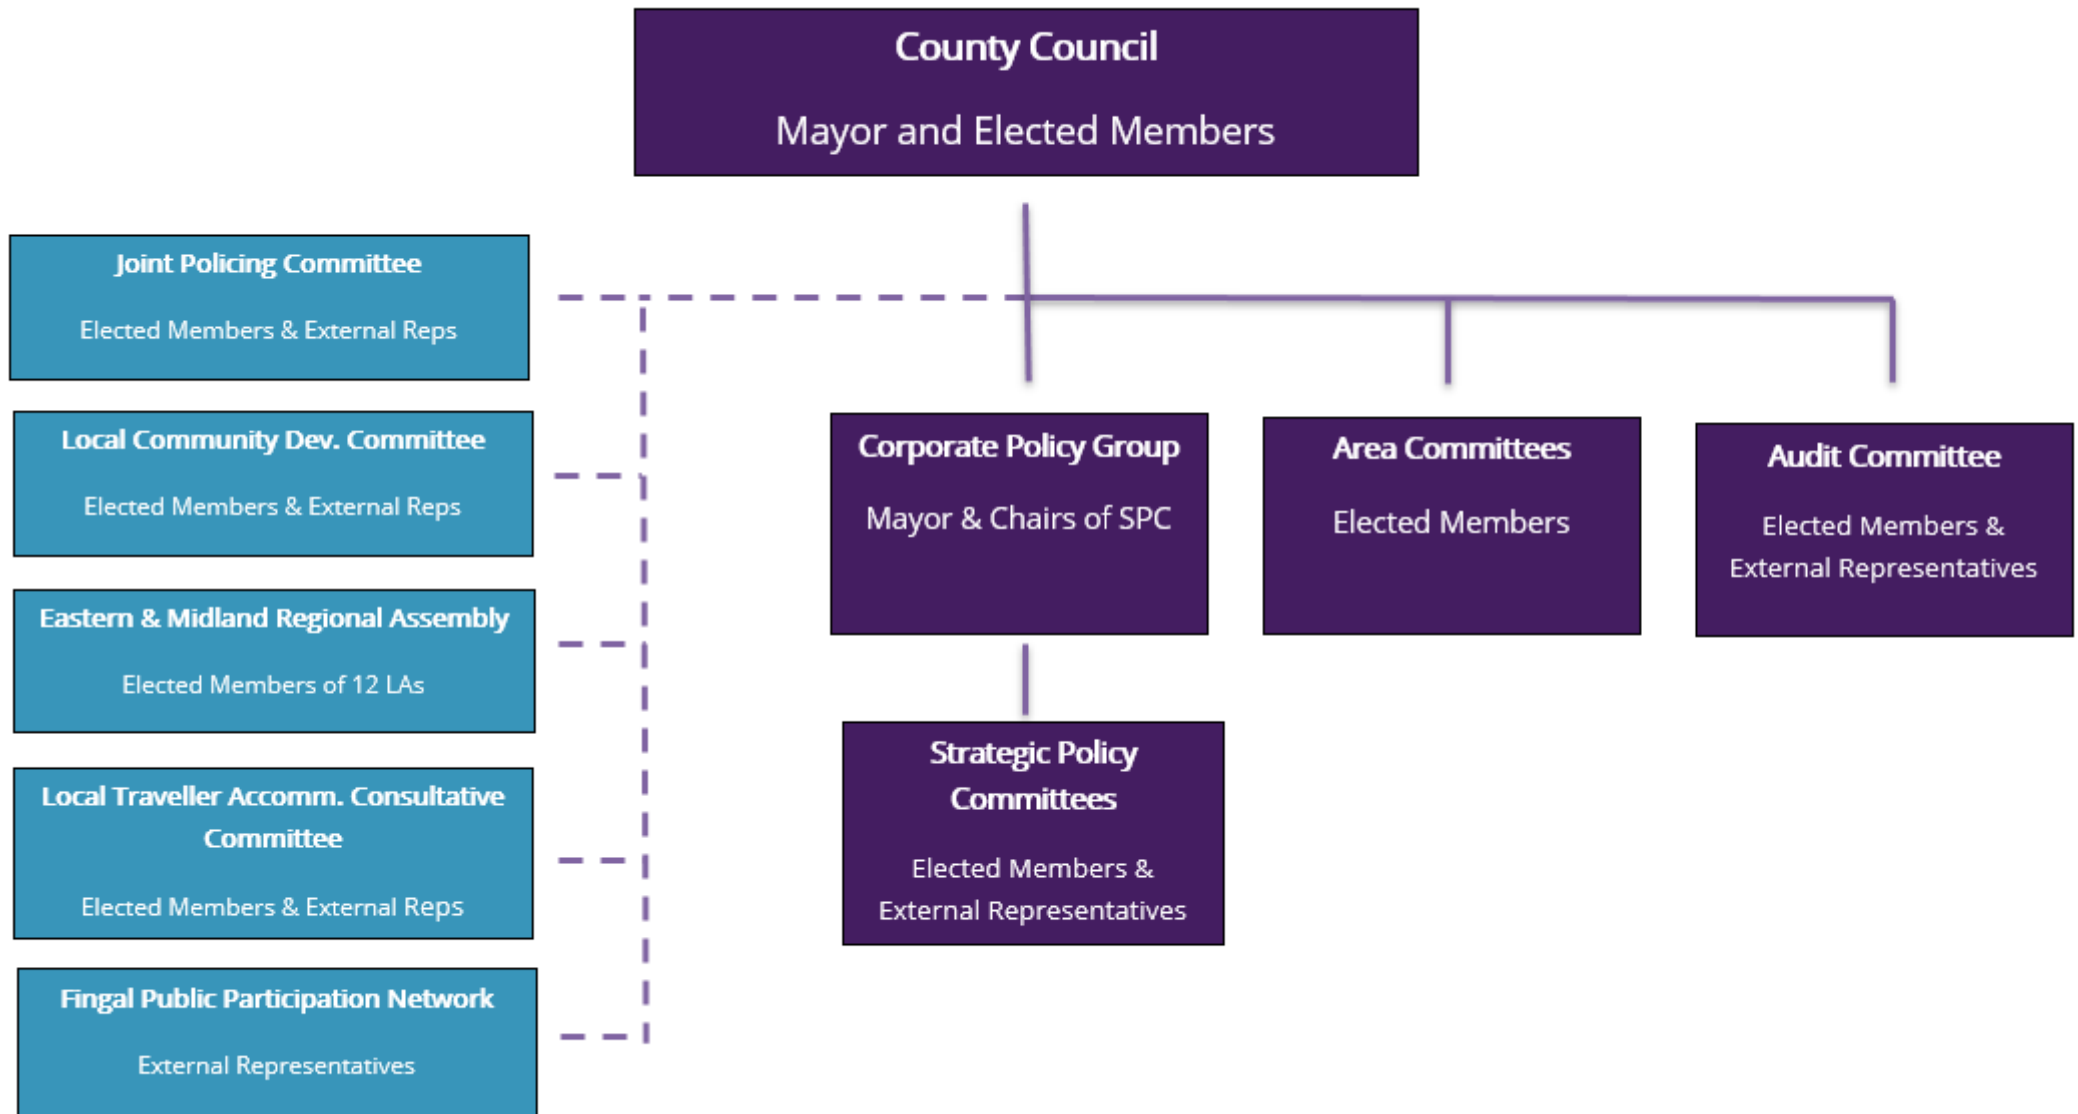 County Council
Mayor and Elected Members
Joint Policing Committee
Elected Members & External Reps
Local Community Dev. Committee
Elected Members & External Reps
Eastern & Midland Regional Assembly
Elected Members of 12 LAs
Local Traveller Accomm. Consultative
Committee
Elected Members & External Reps
Fingal Public Participation Network
External Representatives
Corporate Policy Group
Mayor & Chairs of SPC
Area Committees
Elected Members
Audit Committee
Elected Members &
External Representatives
Strategic Policy
Committees
Elected Members &
External Representatives